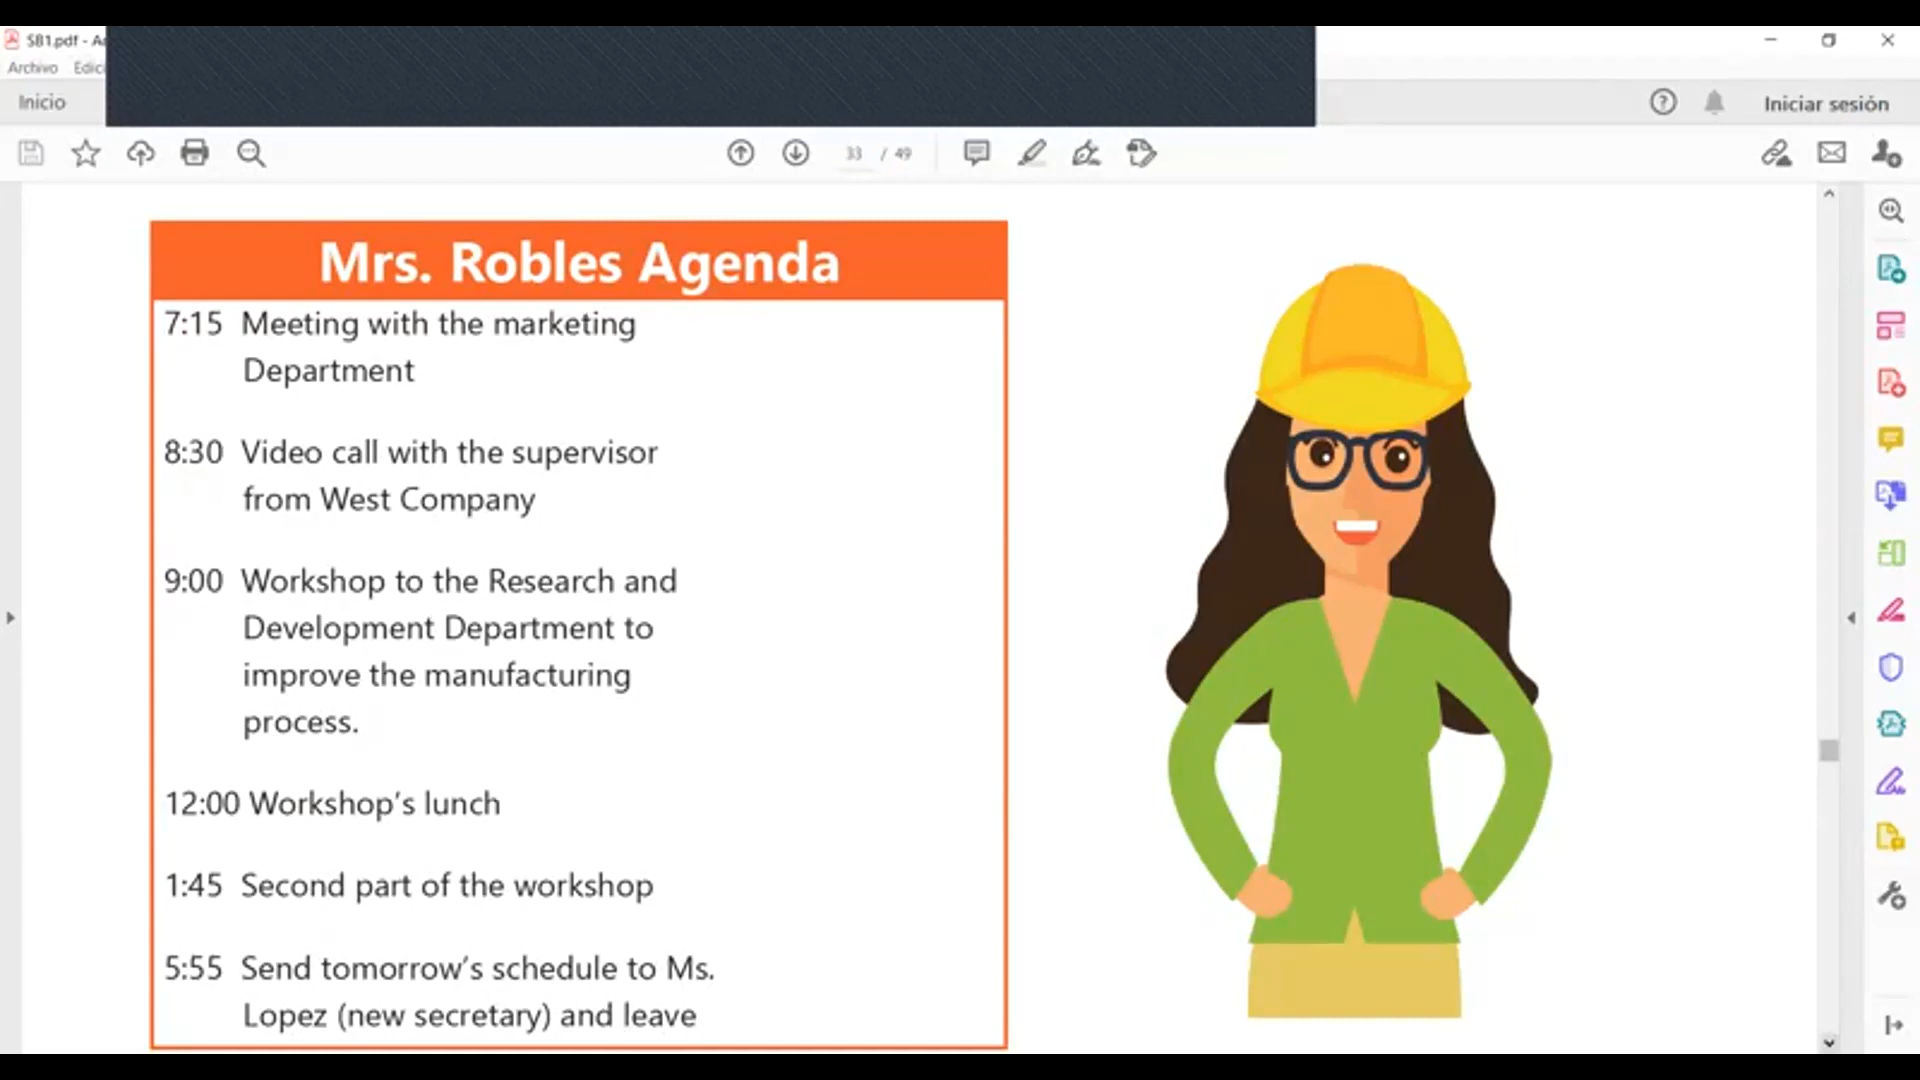 SB1.pdf - A
Archivo Edici
Inicio
Iniciar sesión
33 / 49
Mrs. Robles Agenda
7:15 Meeting with the marketing
Department
8:30 Video call with the supervisor
from West Company
9:00 Workshop to the Research and
Development Department to
improve the manufacturing
process.
12:00 Workshop’s lunch
1:45 Second part of the workshop
5:55 Send tomorrow’s schedule to Ms.
Lopez (new secretary) and leave